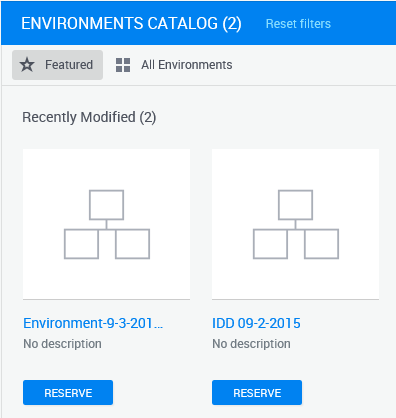 ENVIRONMENTS CATALOG (2) Reset filters
Featured All Environments
Recently Modified (2)
Environment-9-3-201... IDD 09-2-2015
No description No description
RESERVE RESERVE